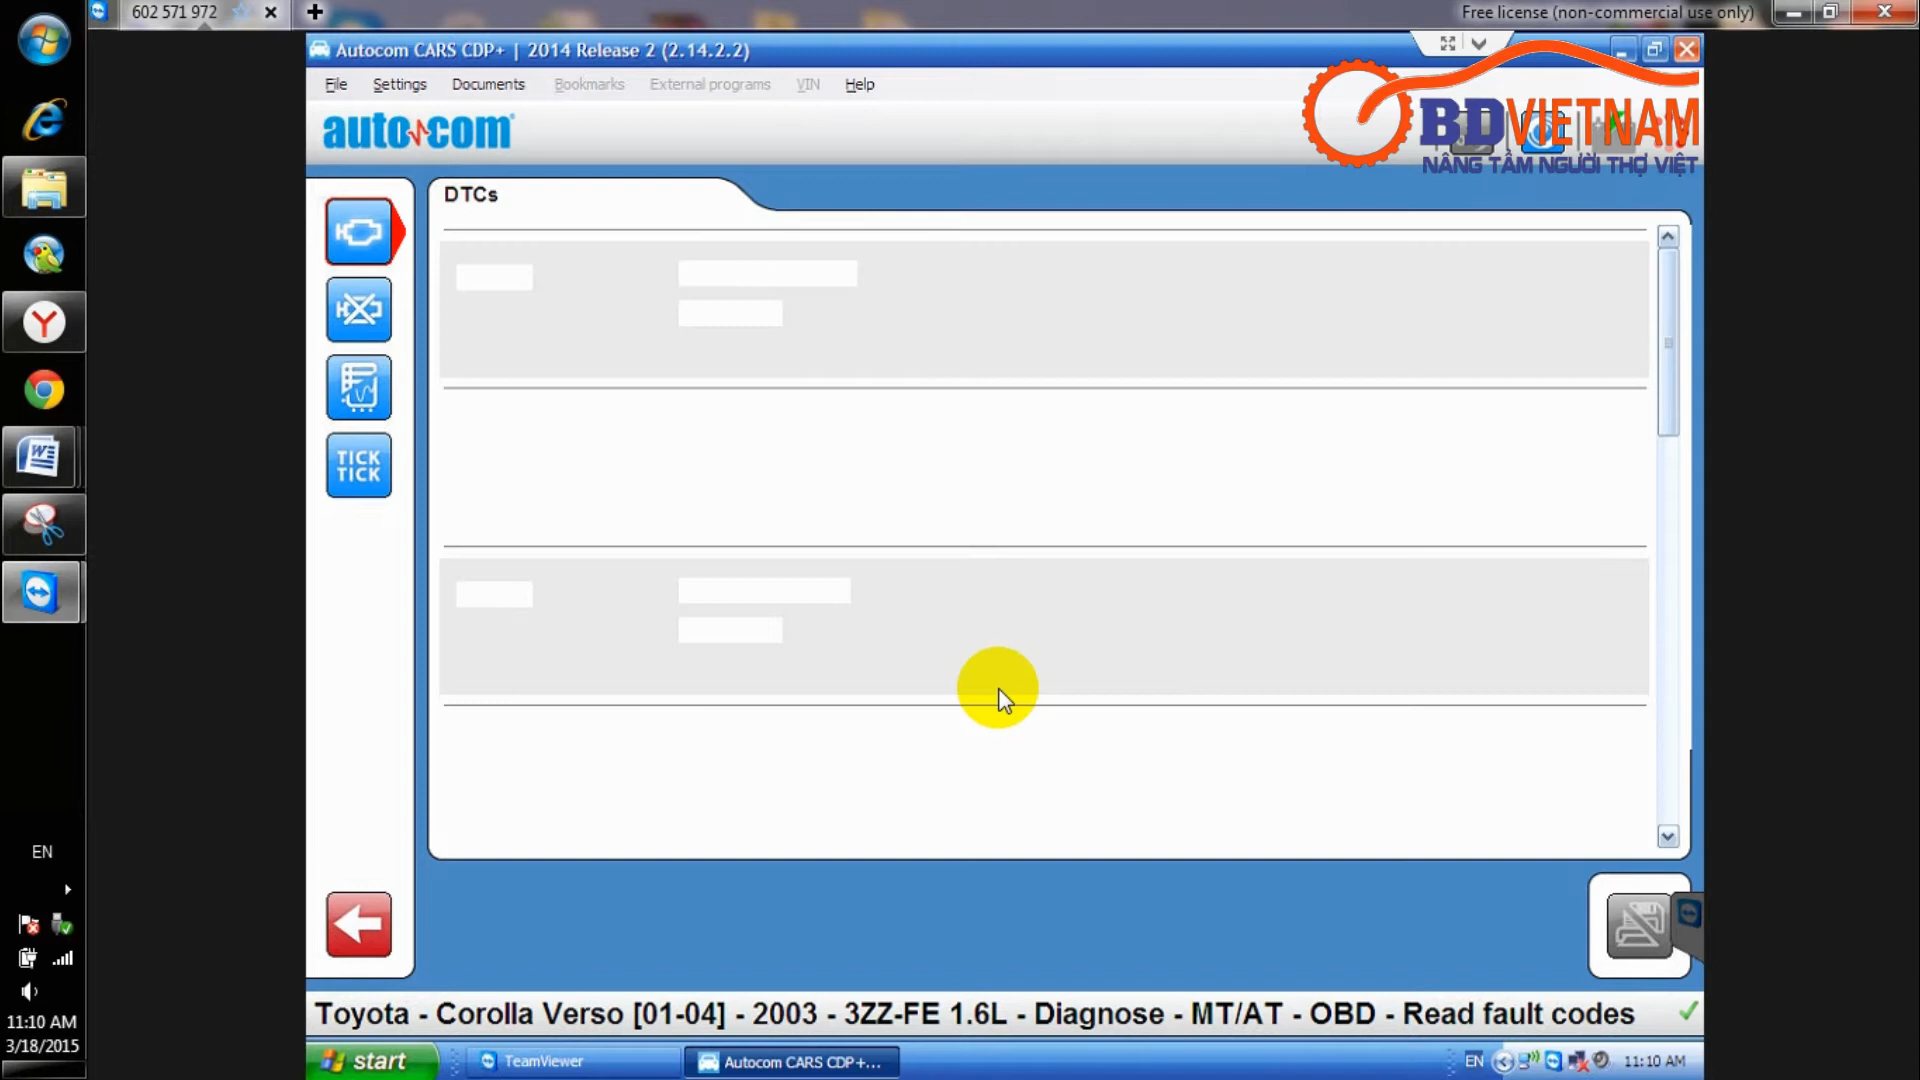 602 571 972
Free license (non-commercial use only)
Autocom CARS CDP+ | 2014 Release 2 (2.14.2.2)
File Settings Documents Bookmarks External programs VIN Help
auto com
BDVIETNAM
NÂNG TẦM NGƯỜI THỢ VIỆT
DTCs
TICK
TICK
EN
11:10 AM
3/18/2015
Toyota - Corolla Verso [01-04] - 2003 - 3ZZ-FE 1.6L - Diagnose - MT/AT - OBD - Read fault codes
start
TeamViewer
Autocom CARS CDP+...
EN
11:10 AM